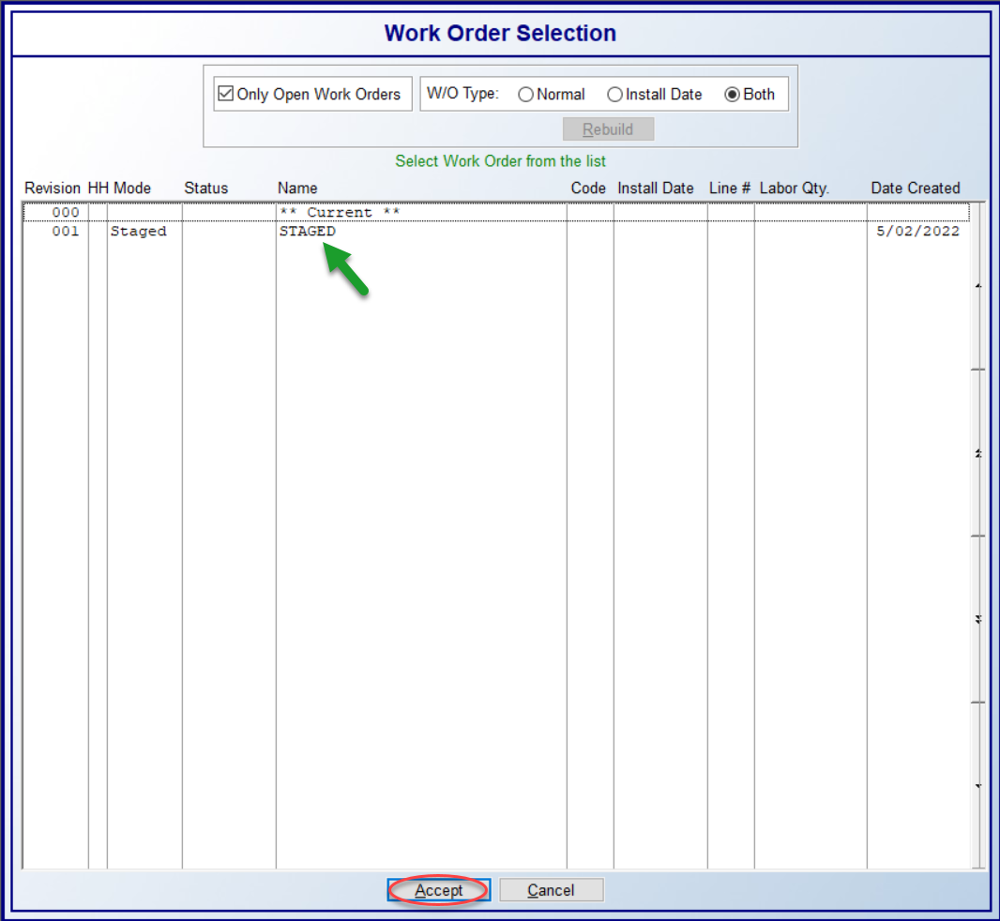 Work Order Selection
Only Open Work Orders W/O Type: Normal Install Date Both
Rebuild
Select Work Order from the list
Revision HH Mode Status Name Code Install Date Line # Labor Qty. Date Created
000 ** Current **
001 Staged STAGED 5/02/2022
Accept Cancel